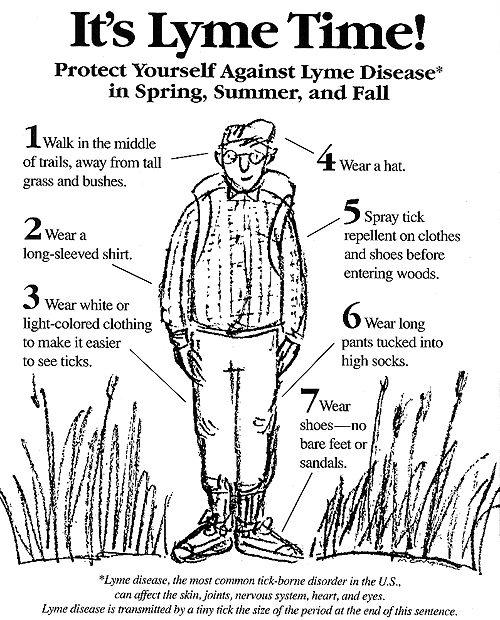 It's Lyme Time!
Protect Yourself Against Lyme Disease*
in Spring, Summer, and Fall
1 Walk in the middle
of trails, away from tall
grass and bushes.
2 Wear a
long-sleeved shirt.
3 Wear white or
light-colored clothing
to make it easier
to see ticks.
4 Wear a hat.
5 Spray tick
repellent on clothes
and shoes before
entering woods.
6 Wear long
pants tucked into
high socks.
7 Wear
shoes—no
bare feet or
sandals.
*Lyme disease, the most common tick-borne disorder in the U.S.,
can affect the skin, joints, nervous system, heart, and eyes.
Lyme disease is transmitted by a tiny tick the size of the period at the end of this sentence.